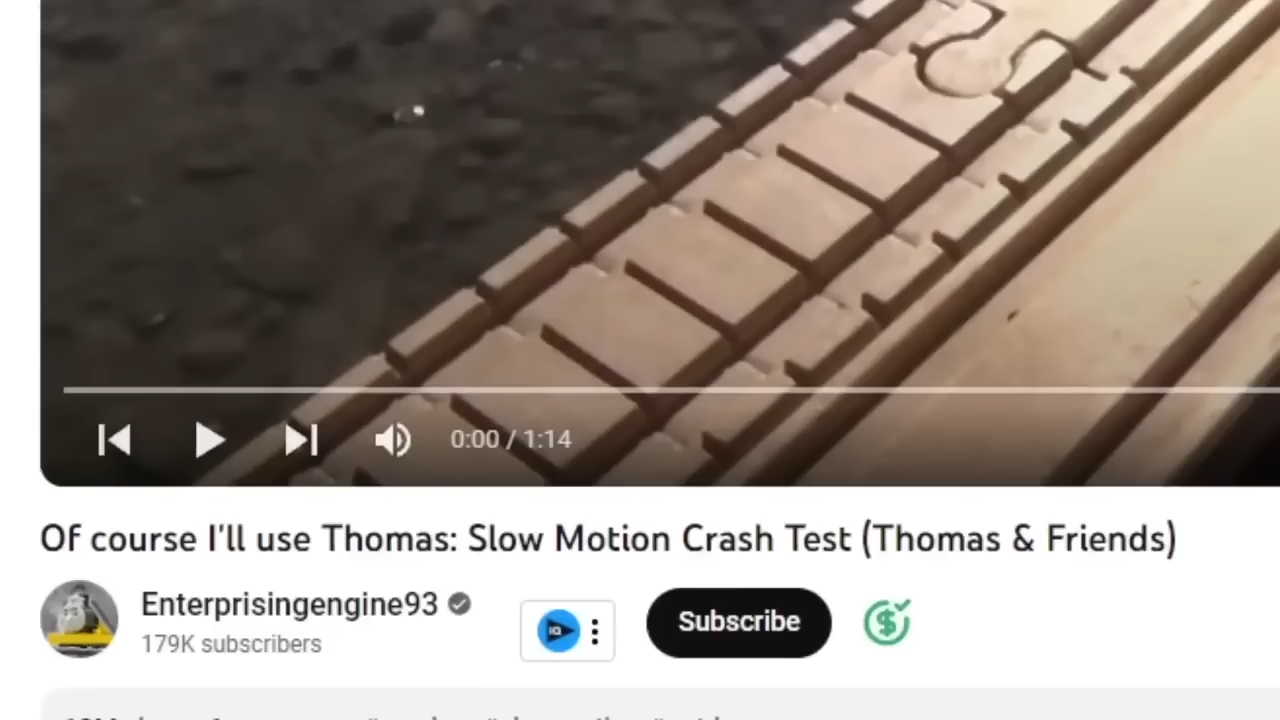 0:00 / 1:14
Of course I'll use Thomas: Slow Motion Crash Test (Thomas & Friends)
Enterprisingengine93
179K subscribers
IQ
Subscribe
$